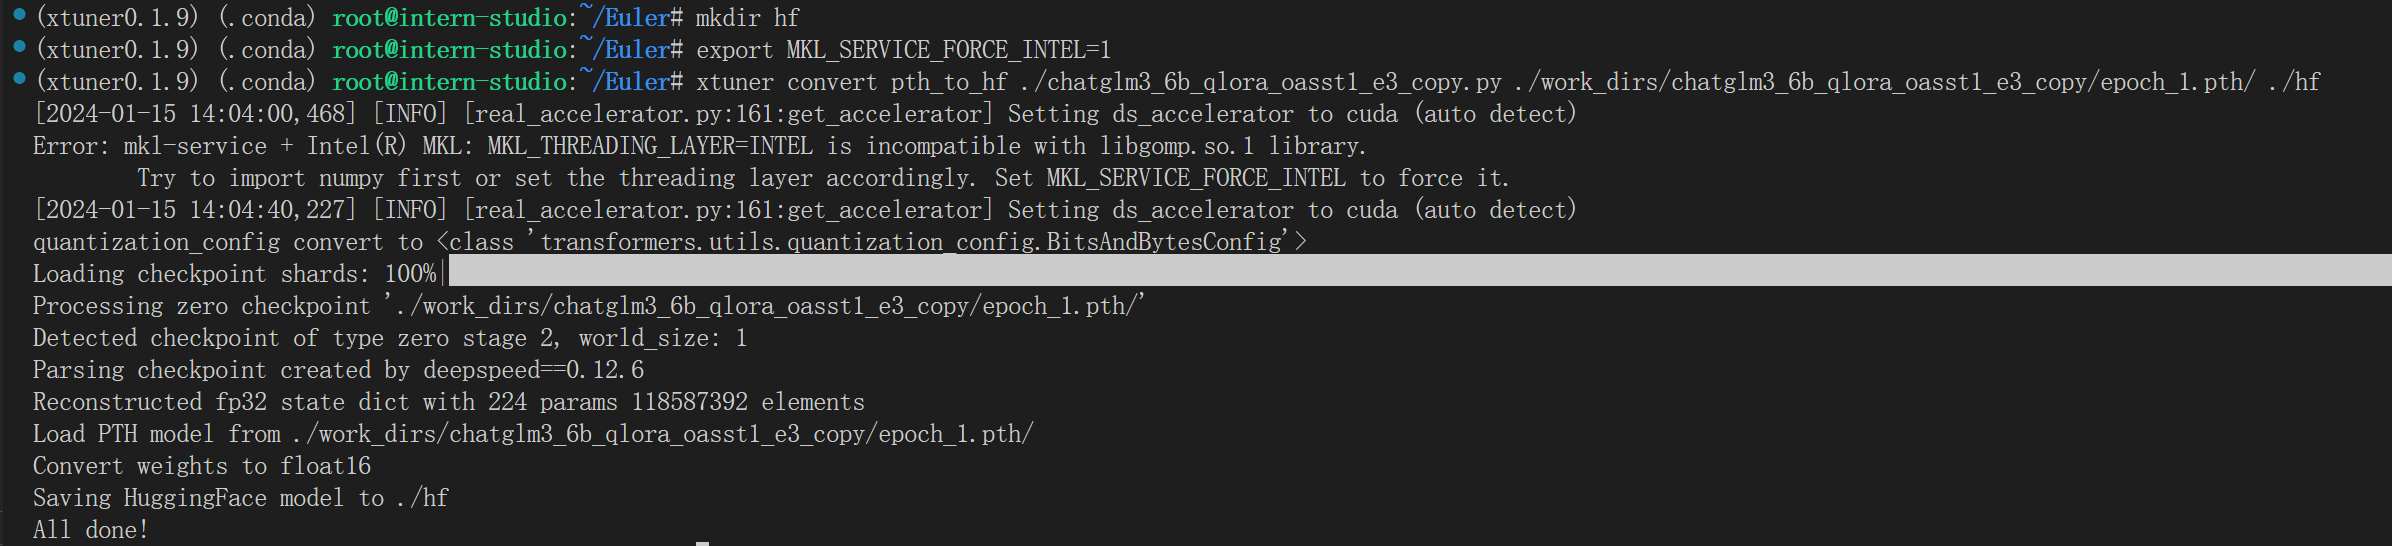 (xtuner0.1.9) (.conda) root@intern-studio:~/Euler# mkdir hf
(xtuner0.1.9) (.conda) root@intern-studio:~/Euler# export MKL_SERVICE_FORCE_INTEL=1
(xtuner0.1.9) (.conda) root@intern-studio:~/Euler# xtuner convert pth_to_hf ./chatglm3_6b_qlora_oasst1_e3_copy.py ./work_dirs/chatglm3_6b_qlora_oasst1_e3_copy/epoch_1.pth/ ./hf
[2024-01-15 14:04:00,468] [INFO] [real_accelerator.py:161:get_accelerator] Setting ds_accelerator to cuda (auto detect)
Error: mkl-service + Intel(R) MKL: MKL_THREADING_LAYER=INTEL is incompatible with libgomp.so.1 library.
Try to import numpy first or set the threading layer accordingly. Set MKL_SERVICE_FORCE_INTEL to force it.
[2024-01-15 14:04:40,227] [INFO] [real_accelerator.py:161:get_accelerator] Setting ds_accelerator to cuda (auto detect)
quantization_config convert to <class 'transformers.utils.quantization_config.BitsAndBytesConfig'>
Loading checkpoint shards: 100%|
Processing zero checkpoint './work_dirs/chatglm3_6b_qlora_oasst1_e3_copy/epoch_1.pth/'
Detected checkpoint of type zero stage 2, world_size: 1
Parsing checkpoint created by deepspeed==0.12.6
Reconstructed fp32 state dict with 224 params 118587392 elements
Load PTH model from ./work_dirs/chatglm3_6b_qlora_oasst1_e3_copy/epoch_1.pth/
Convert weights to float16
Saving HuggingFace model to ./hf
All done!